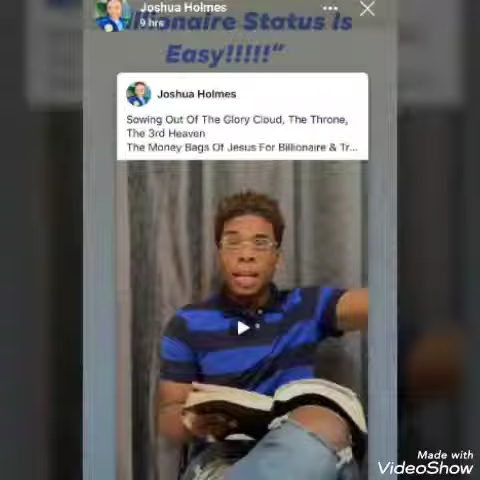 Joshua Holmes
9 hrs
Billionaire Status Is
Easy!!!!!“
Joshua Holmes
Sowing Out Of The Glory Cloud, The Throne,
The 3rd Heaven
The Money Bags Of Jesus For Billionaire & Tr...
Made with
VideoShow